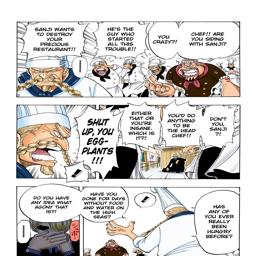 CHEF!! ARE
YOU SIDING
WITH SANJI?
YOU
CRAZY?!
HE'S THE
GUY WHO
STARTED
ALL THIS
TROUBLE!!
SANJI WANTS
TO DESTROY
YOUR
PRECIOUS
RESTAURANT!!
DON'T
YOU,
SANJI
?!
YOU'D DO
ANYTHING
TO BE
THE HEAD
CHEF!!
EITHER
THAT OR
YOU'RE
INSANE.
WHICH IS
IT?!
SHUT
UP, YOU
EGG-
PLANTS
!!!
HAS
ANY OF
YOU EVER
REALLY
BEEN
HUNGRY
BEFORE?
HAVE YOU
GONE FOR DAYS
WITHOUT FOOD
AND WATER
ON THE
HIGH
SEAS?
DO YOU HAVE
ANY IDEA WHAT
AGONY THAT
IS?!